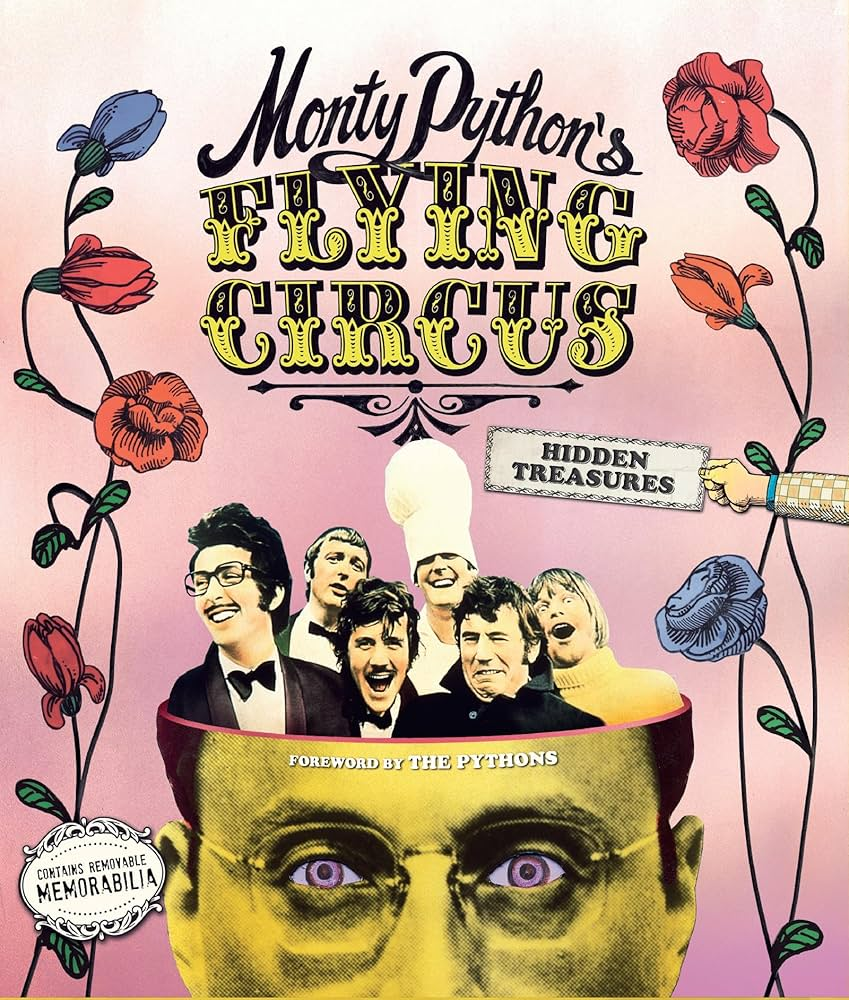 Monty Python's
FLYING
CIRCUS
HIDDEN
TREASURES
FOREWORD BY THE PYTHONS
CONTAINS REMOVABLE
MEMORABILIA